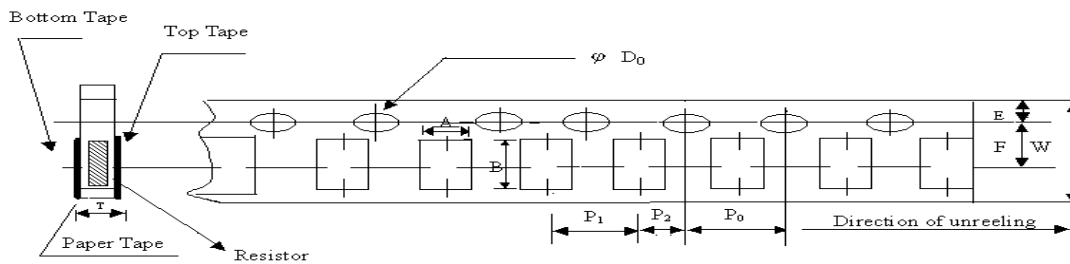 Bottom Tape
Top Tape
φ D₀
A
E
B
F
W
T
P₁
P₂
P₀
Direction of unreeling
Paper Tape
Resistor